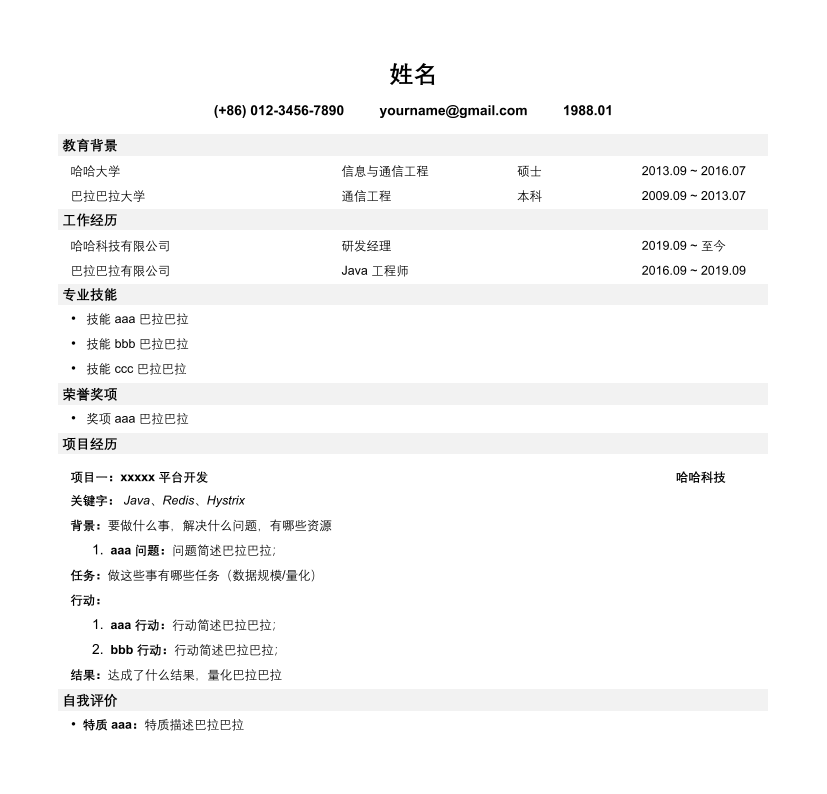 姓名
(+86) 012-3456-7890 yourname@gmail.com 1988.01
教育背景
哈哈大学 信息与通信工程 硕士 2013.09 ~ 2016.07
巴拉巴拉大学 通信工程 本科 2009.09 ~ 2013.07
工作经历
哈哈科技有限公司 研发经理 2019.09 ~ 至今
巴拉巴拉有限公司 Java 工程师 2016.09 ~ 2019.09
专业技能
• 技能 aaa 巴拉巴拉
• 技能 bbb 巴拉巴拉
• 技能 ccc 巴拉巴拉
荣誉奖项
• 奖项 aaa 巴拉巴拉
项目经历
项目一：xxxxx 平台开发 哈哈科技
关键字： Java、Redis、Hystrix
背景：要做什么事，解决什么问题，有哪些资源
1. aaa 问题：问题简述巴拉巴拉；
任务：做这些事有哪些任务（数据规模/量化）
行动：
1. aaa 行动：行动简述巴拉巴拉；
2. bbb 行动：行动简述巴拉巴拉；
结果：达成了什么结果，量化巴拉巴拉
自我评价
• 特质 aaa：特质描述巴拉巴拉